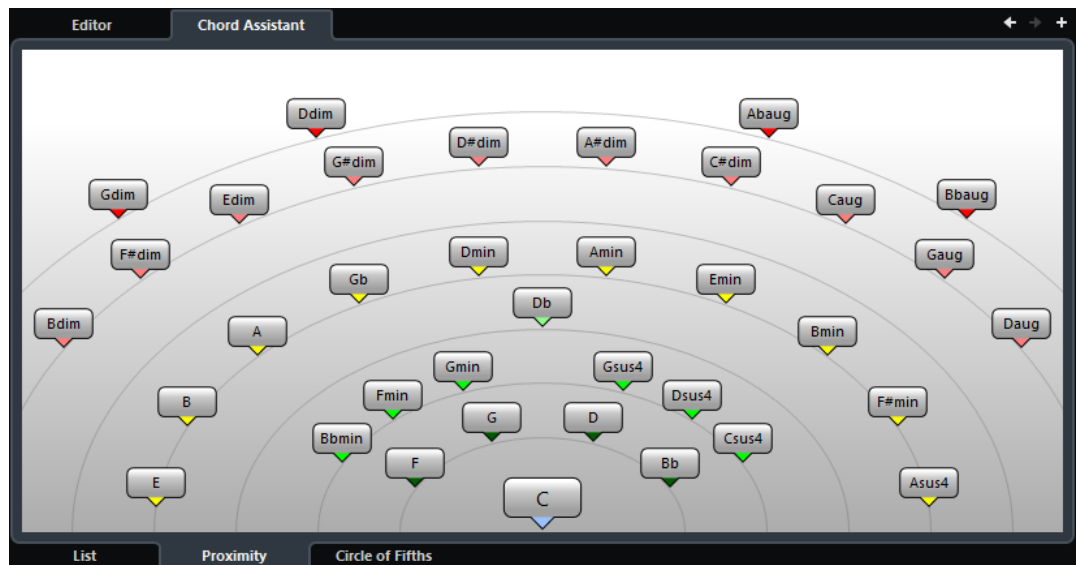 Editor
Chord Assistant
Ddim
Abaug
D#dim
A#dim
G#dim
C#dim
Gdim
Edim
Caug
Bbaug
F#dim
Dmin
Amin
Gaug
Gb
Emin
Db
Bdim
A
Bmin
Daug
Gmin
Gsus4
Fmin
Dsus4
B
F#min
G
D
Bbmin
Csus4
F
Bb
E
Asus4
C
List
Proximity
Circle of Fifths